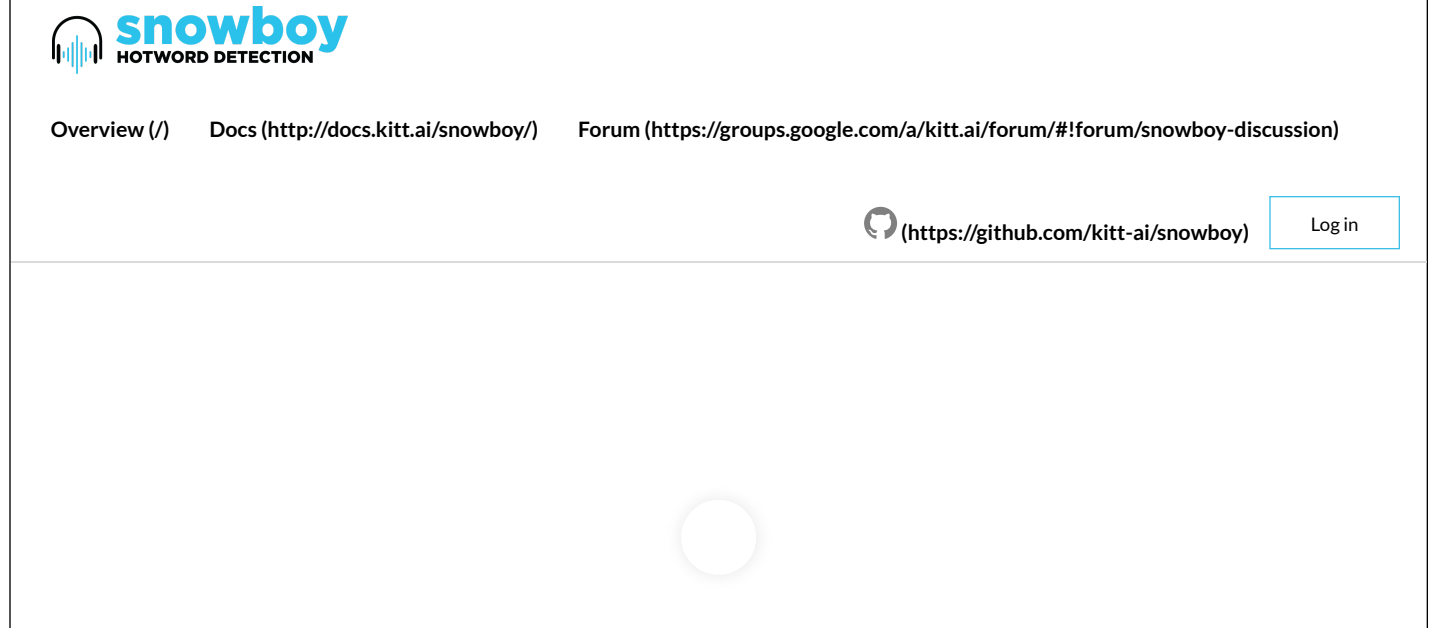 snowboy
HOTWORD DETECTION
Overview (/) Docs (http://docs.kitt.ai/snowboy/) Forum (https://groups.google.com/a/kitt.ai/forum/#!forum/snowboy-discussion)
(https://github.com/kitt-ai/snowboy) Log in